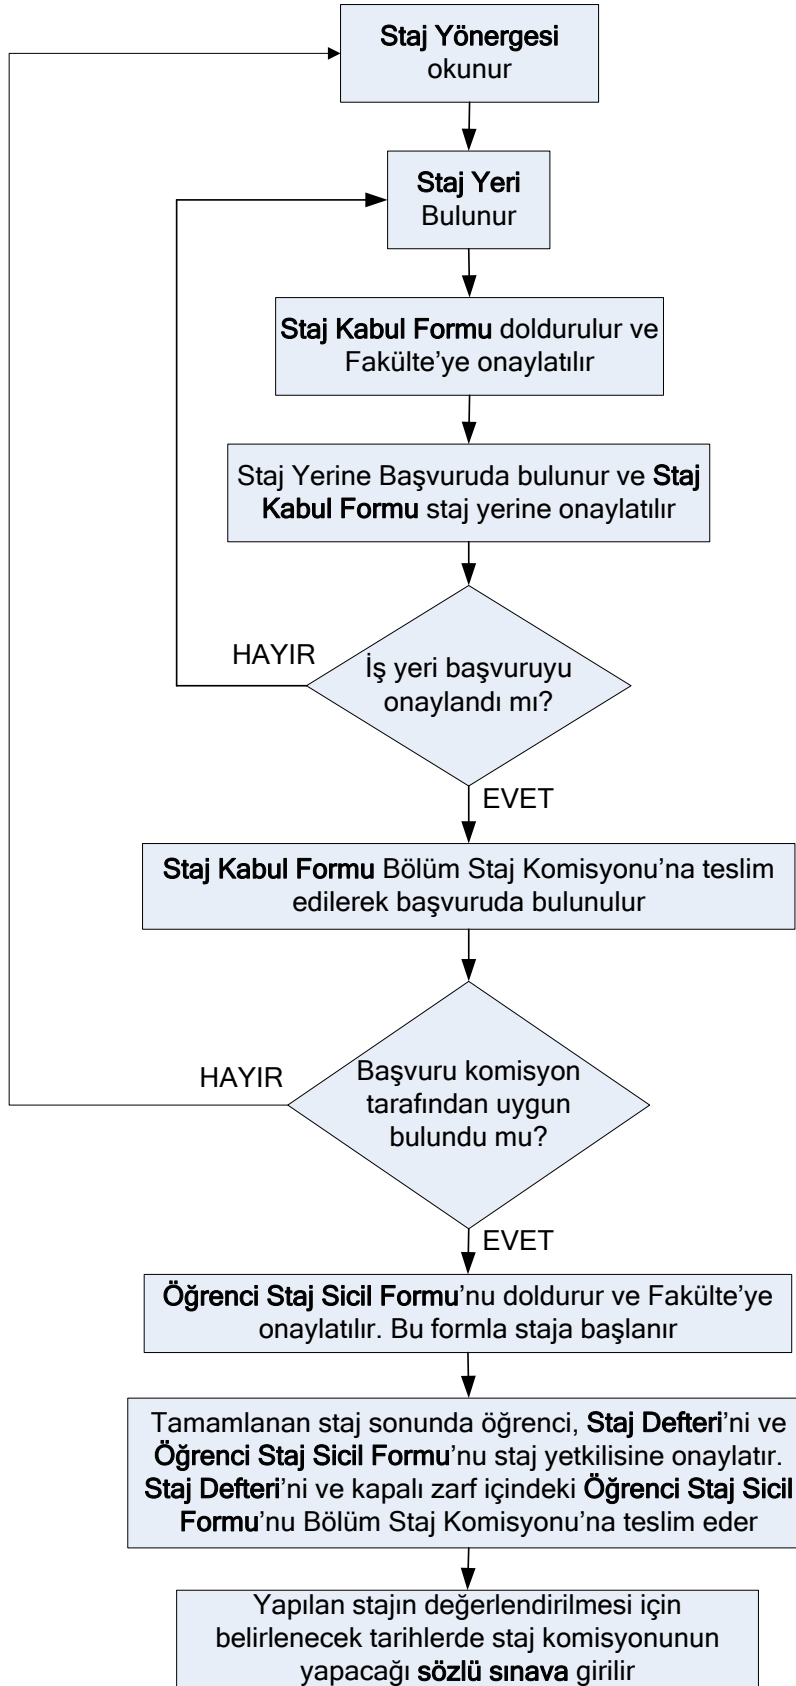 Staj Yönergesi
okunur
Staj Yeri
Bulunur
Staj Kabul Formu doldurulur ve
Fakülte’ye onaylatılır
Staj Yerine Başvuruda bulunur ve Staj
Kabul Formu staj yerine onaylatılır
HAYIR
İş yeri başvuruyu
onaylandı mı?
EVET
Staj Kabul Formu Bölüm Staj Komisyonu’na teslim
edilerek başvuruda bulunulur
HAYIR
Başvuru komisyon
tarafından uygun
bulundu mu?
EVET
Öğrenci Staj Sicil Formu’nu doldurur ve Fakülte’ye
onaylatılır. Bu formla staja başlanır
Tamamlanan staj sonunda öğrenci, Staj Defteri’ni ve
Öğrenci Staj Sicil Formu’nu staj yetkilisine onaylatır.
Staj Defteri’ni ve kapalı zarf içindeki Öğrenci Staj Sicil
Formu’nu Bölüm Staj Komisyonu’na teslim eder
Yapılan stajın değerlendirilmesi için
belirlenecek tarihlerde staj komisyonunun
yapacağı sözlü sınava girilir